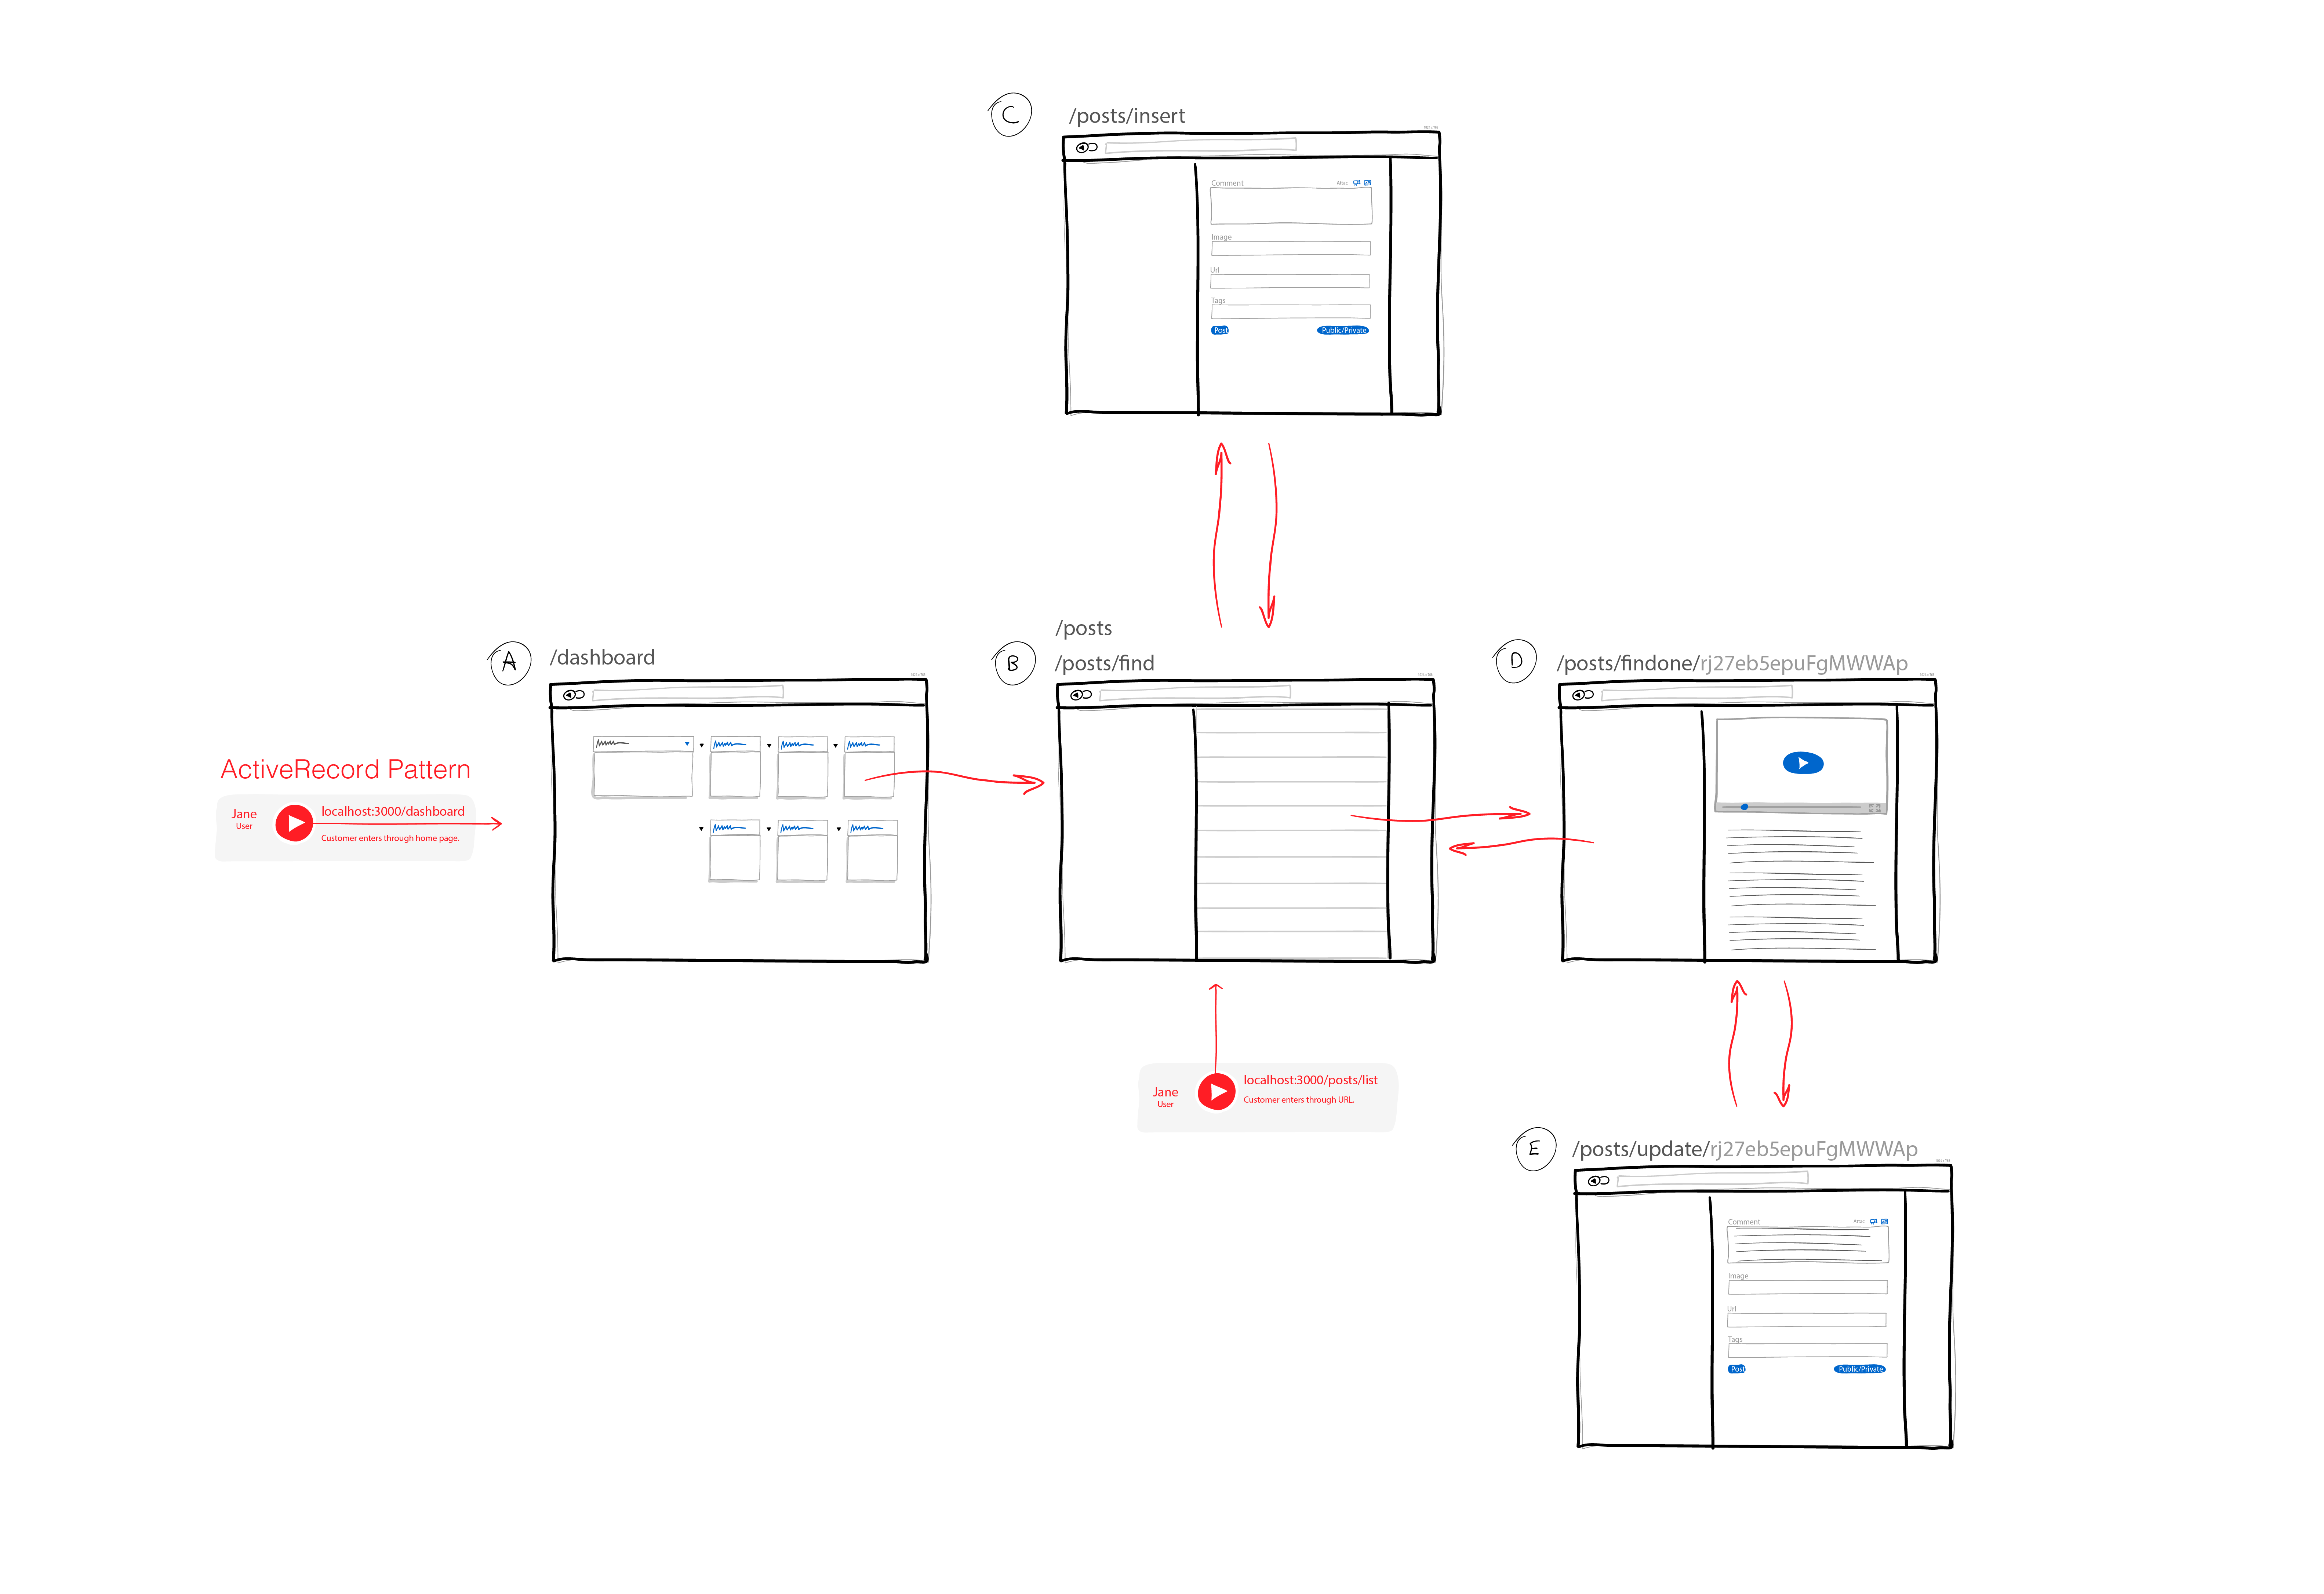 C
/posts/insert
Comment
Attac
Image
Url
Tags
Post
Public/Private
/posts
A
/dashboard
B
/posts/find
D
/posts/findone/rj27eb5epuFgMWWAp
ActiveRecord Pattern
Jane
User
localhost:3000/dashboard
Customer enters through home page.
Jane
User
localhost:3000/posts/list
Customer enters through URL.
E
/posts/update/rj27eb5epuFgMWWAp
Comment
Attac
Image
Url
Tags
Post
Public/Private